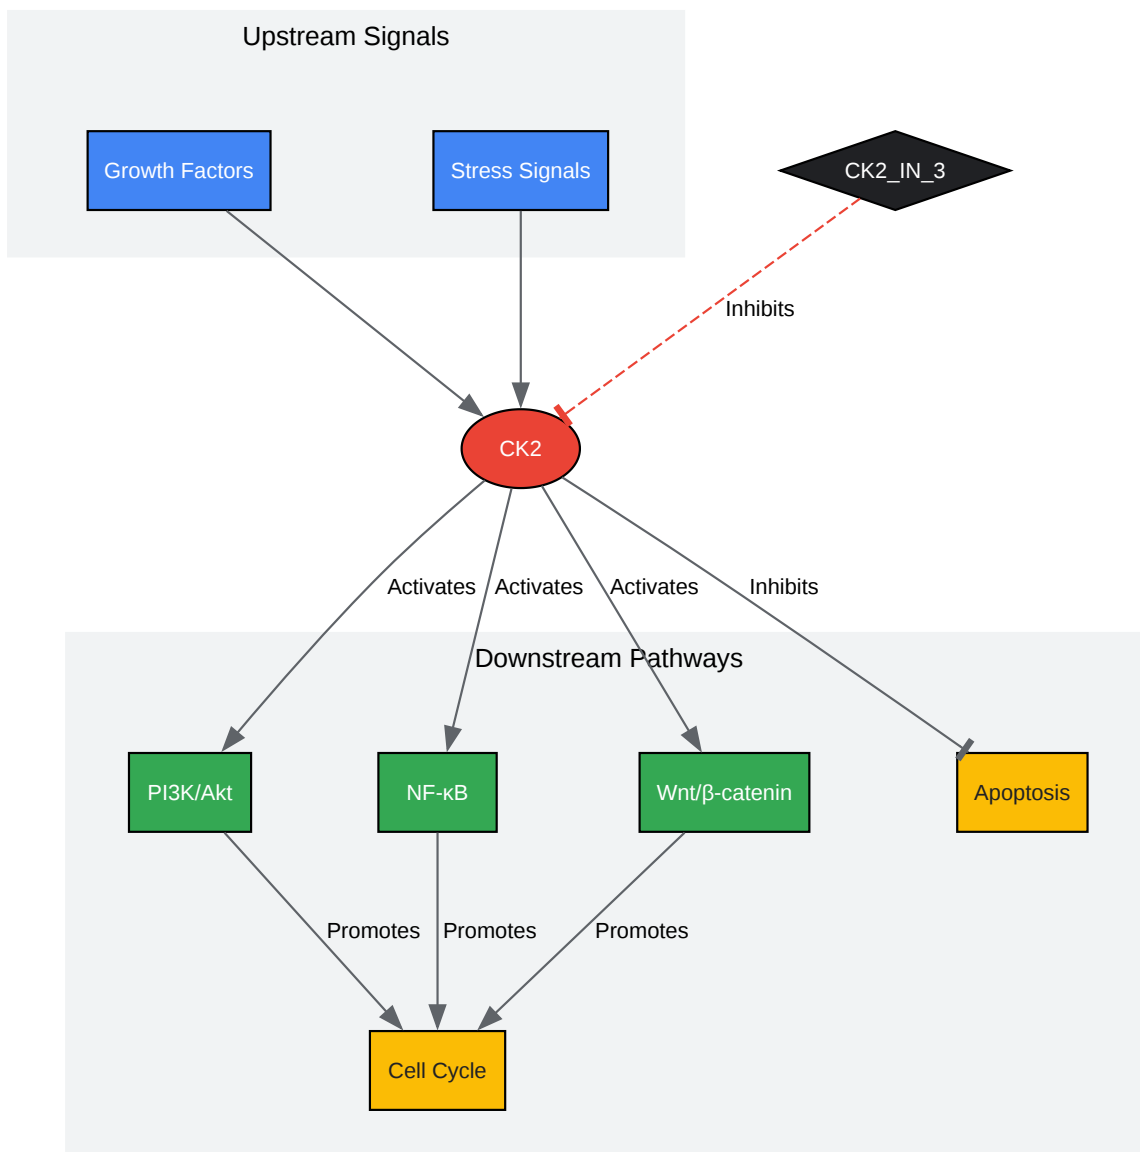 Upstream Signals
Growth Factors
Stress Signals
CK2_IN_3
Inhibits
CK2
Activates
Activates
Activates
Inhibits
Downstream Pathways
PI3K/Akt
NF-κB
Wnt/β-catenin
Apoptosis
Promotes
Promotes
Promotes
Cell Cycle